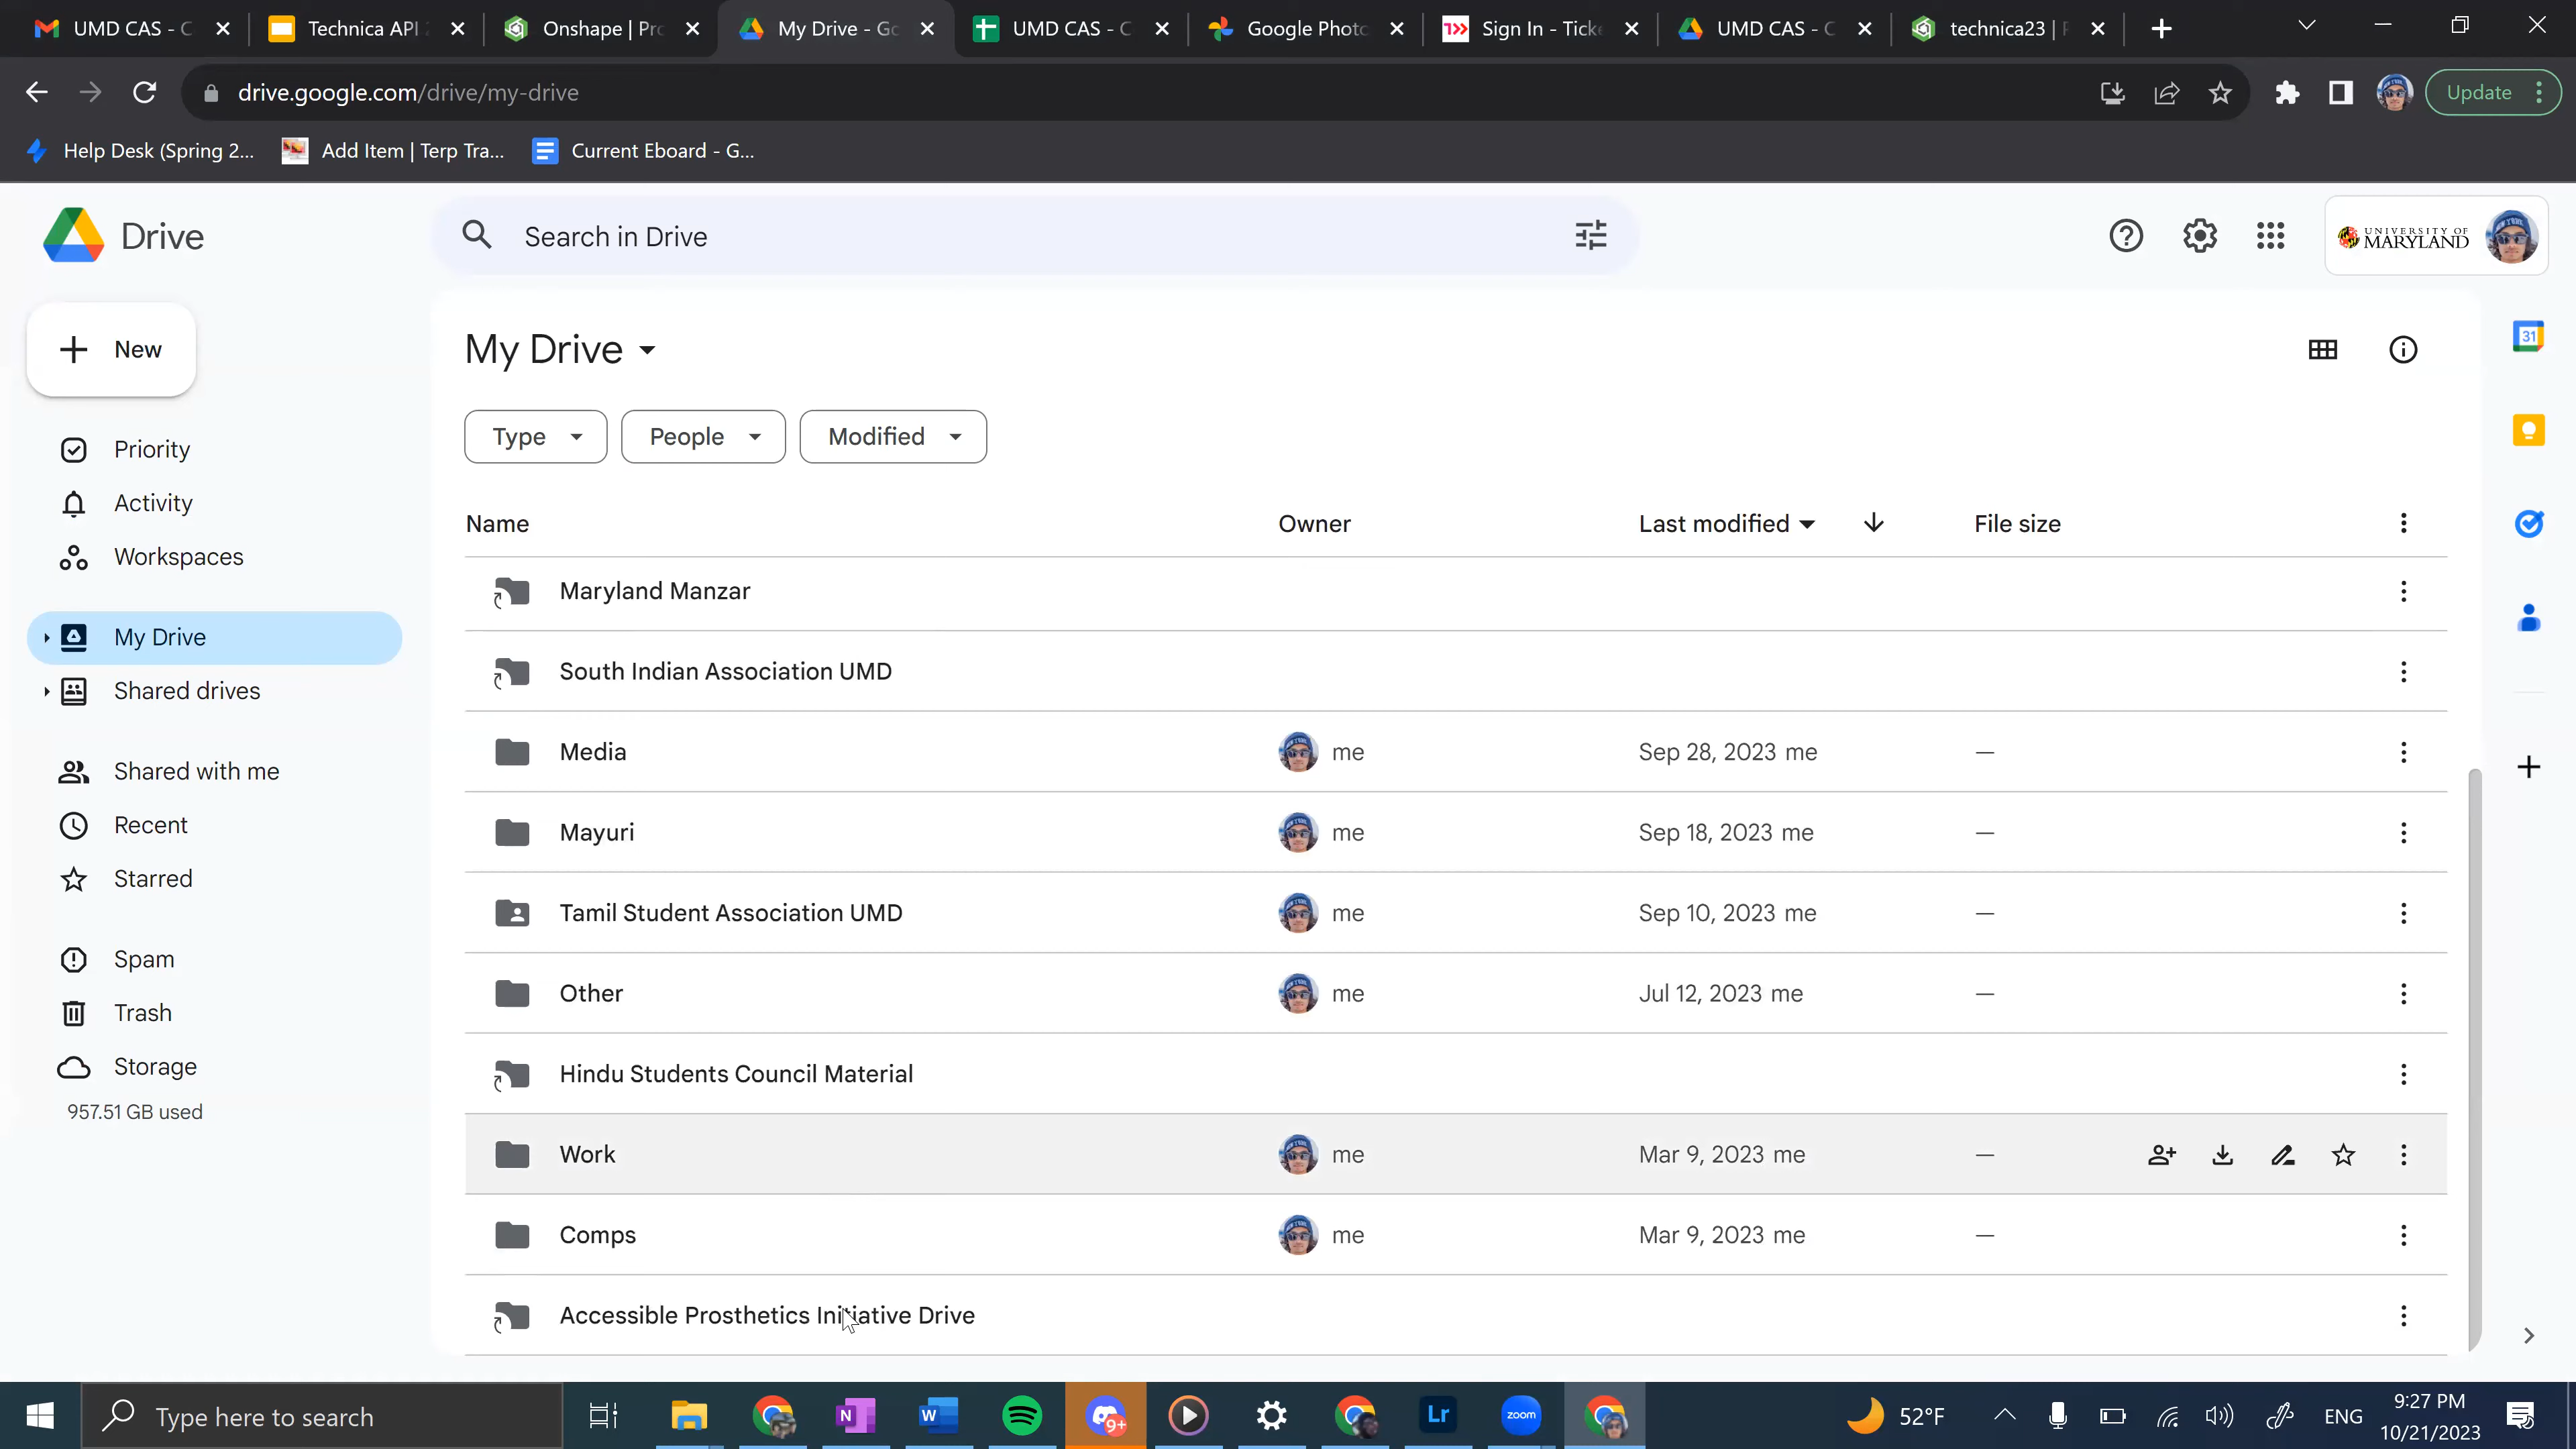 UMD CAS - C
Technica API 2
Onshape | Pro
My Drive - Go
UMD CAS - C
Google Photo
Sign In - Ticke
UMD CAS - C
technica23 | P
drive.google.com/drive/my-drive
Update
Help Desk (Spring 2...
Add Item | Terp Tra...
Current Eboard - G...
Drive
Search in Drive
UNIVERSITY OF
MARYLAND
New
My Drive
Type
People
Modified
Priority
Activity
Workspaces
My Drive
Shared drives
Shared with me
Recent
Starred
Spam
Trash
Storage
957.51 GB used
Name Owner Last modified File size
Maryland Manzar
South Indian Association UMD
Media me Sep 28, 2023 me —
Mayuri me Sep 18, 2023 me —
Tamil Student Association UMD me Sep 10, 2023 me —
Other me Jul 12, 2023 me —
Hindu Students Council Material
Work me Mar 9, 2023 me —
Comps me Mar 9, 2023 me —
Accessible Prosthetics Initiative Drive
31
Type here to search
N
W
9+
Lr
zoom
52°F
ENG
9:27 PM
10/21/2023